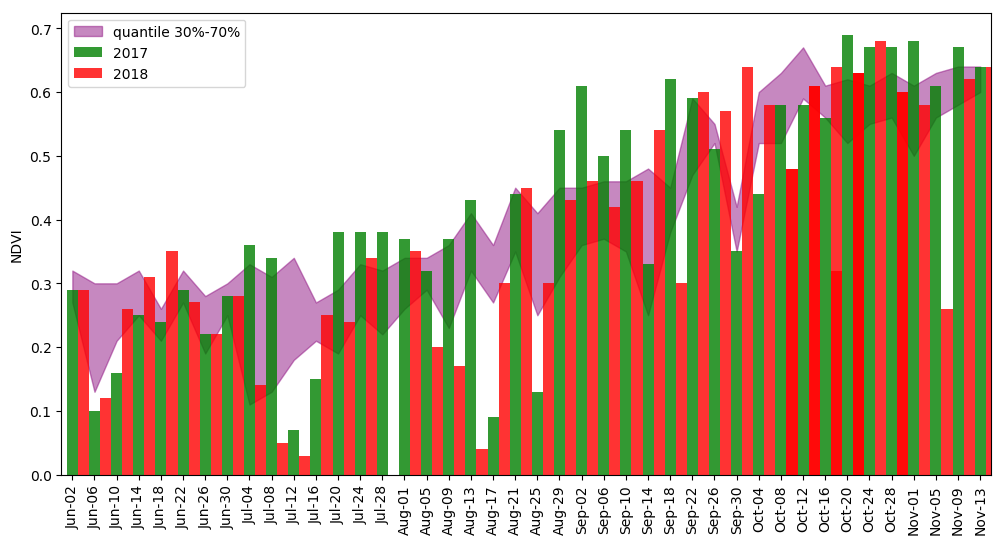 quantile 30%-70%
2017
2018
NDVI
0.7
0.6
0.5
0.4
0.3
0.2
0.1
0.0
Jun-02
Jun-06
Jun-10
Jun-14
Jun-18
Jun-22
Jun-26
Jun-30
Jul-04
Jul-08
Jul-12
Jul-16
Jul-20
Jul-24
Jul-28
Aug-01
Aug-05
Aug-09
Aug-13
Aug-17
Aug-21
Aug-25
Aug-29
Sep-02
Sep-06
Sep-10
Sep-14
Sep-18
Sep-22
Sep-26
Sep-30
Oct-04
Oct-08
Oct-12
Oct-16
Oct-20
Oct-24
Oct-28
Nov-01
Nov-05
Nov-09
Nov-13